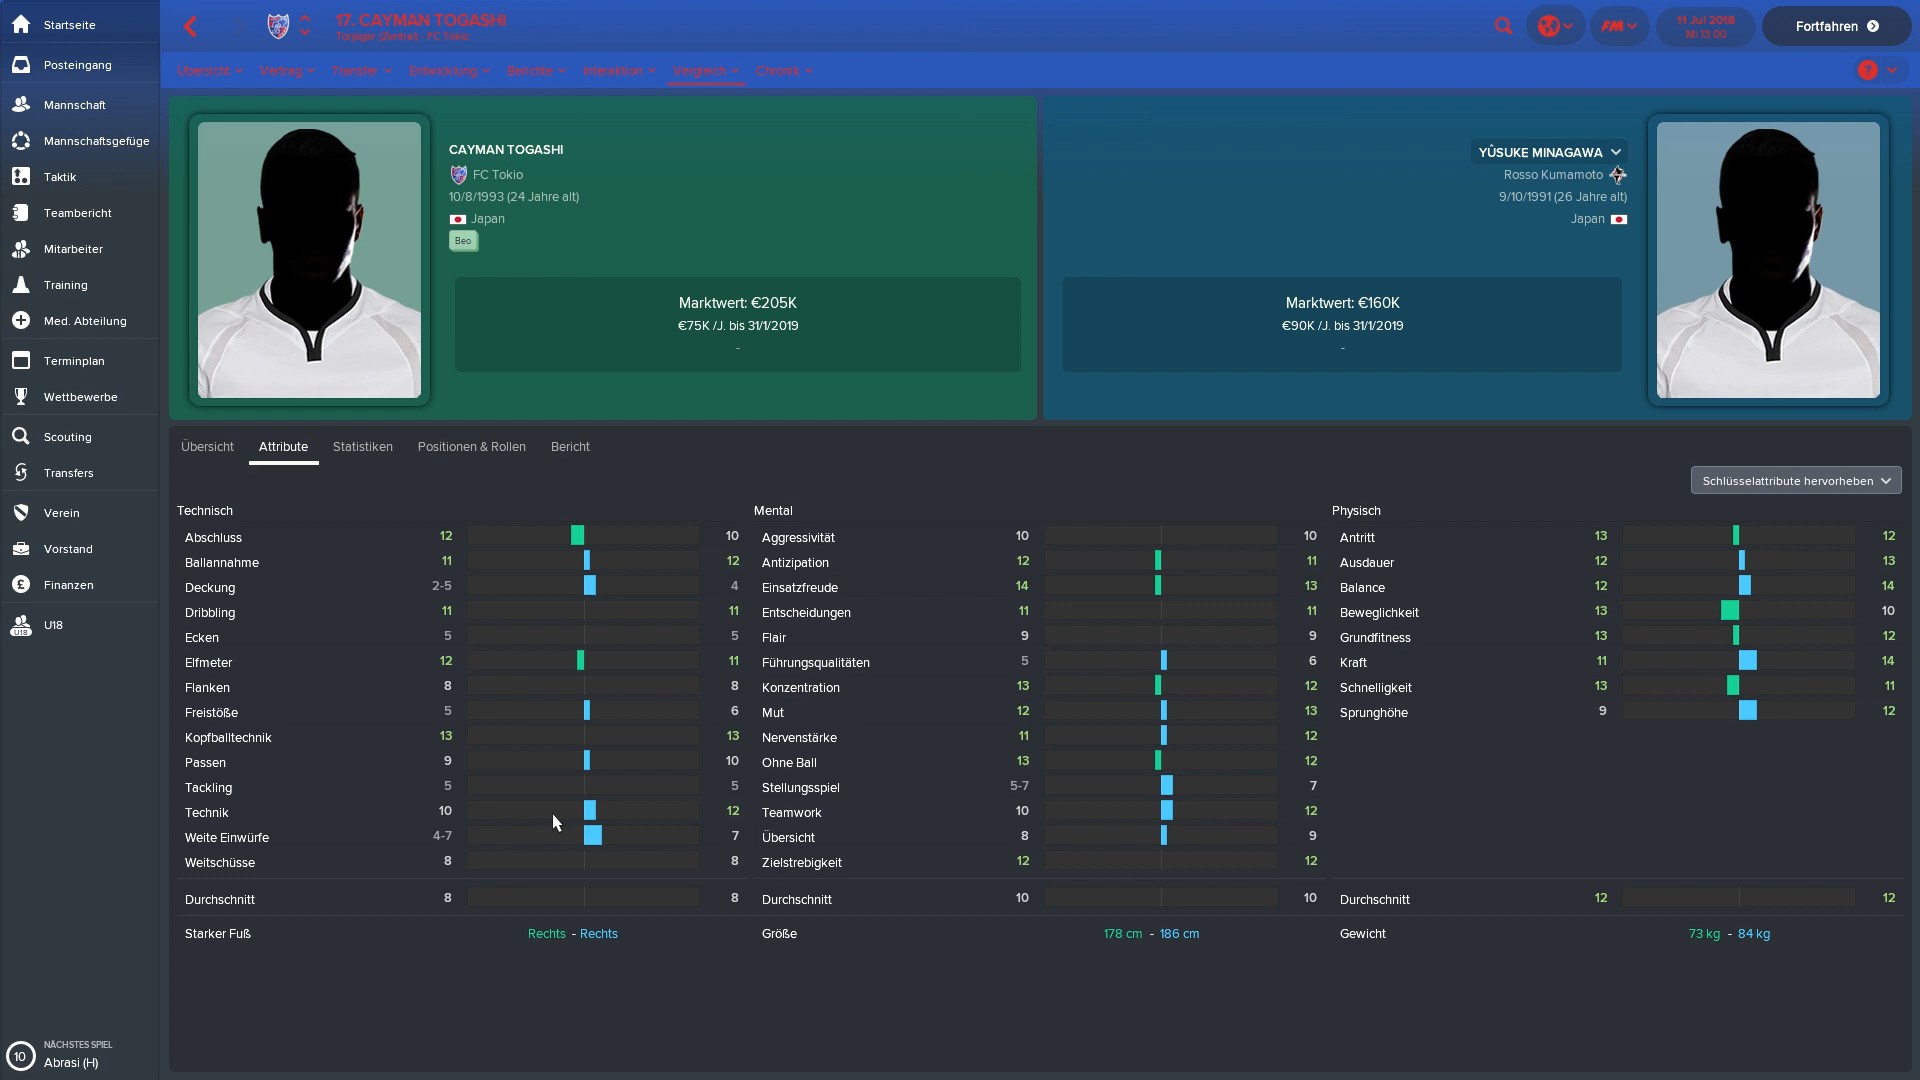 Startseite
Posteingang
Mannschaft
Mannschaftsgefüge
Taktik
Teambericht
Mitarbeiter
Training
Med. Abteilung
Terminplan
Wettbewerbe
Scouting
Transfers
Verein
Vorstand
Finanzen
U18
U18
10
NÄCHSTES SPIEL
Abrasi (H)
17. CAYMAN TOGASHI
Torjäger (Zentral) - FC Tokio
FM
11 Jul 2018
Mi 13:00
Fortfahren
Übersicht Vertrag Transfer Entwicklung Berichte Interaktion Vergleich Chronik
?
CAYMAN TOGASHI
FC Tokio
10/8/1993 (24 Jahre alt)
Japan
Beo
Marktwert: €205K
€75K /J. bis 31/1/2019
-
YÛSUKE MINAGAWA
Rosso Kumamoto
9/10/1991 (26 Jahre alt)
Japan
Marktwert: €160K
€90K /J. bis 31/1/2019
-
Übersicht Attribute Statistiken Positionen & Rollen Bericht
Schlüsselattribute hervorheben
Technisch
Abschluss 12 10
Ballannahme 11 12
Deckung 2-5 4
Dribbling 11 11
Ecken 5 5
Elfmeter 12 11
Flanken 8 8
Freistöße 5 6
Kopfballtechnik 13 13
Passen 9 10
Tackling 5 5
Technik 10 12
Weite Einwürfe 4-7 7
Weitschüsse 8 8
Durchschnitt 8 8
Starker Fuß Rechts - Rechts
Mental
Aggressivität 10 10
Antizipation 12 11
Einsatzfreude 14 13
Entscheidungen 11 11
Flair 9 9
Führungsqualitäten 5 6
Konzentration 13 12
Mut 12 13
Nervenstärke 11 12
Ohne Ball 13 12
Stellungsspiel 5-7 7
Teamwork 10 12
Übersicht 8 9
Zielstrebigkeit 12 12
Durchschnitt 10 10
Größe 178 cm - 186 cm
Physisch
Antritt 13 12
Ausdauer 12 13
Balance 12 14
Beweglichkeit 13 10
Grundfitness 13 12
Kraft 11 14
Schnelligkeit 13 11
Sprunghöhe 9 12
Durchschnitt 12 12
Gewicht 73 kg - 84 kg